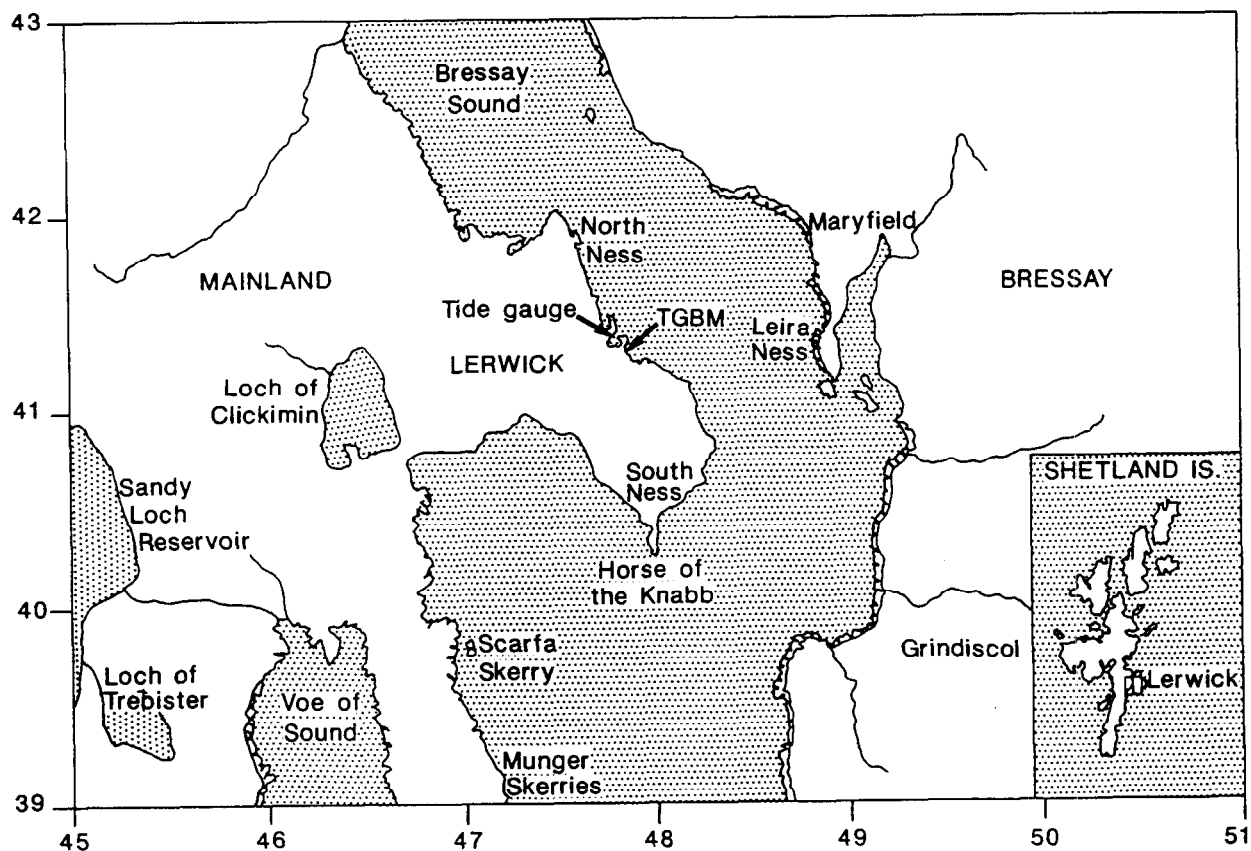 43
Bressay
Sound
42
North
Ness
Maryfield
MAINLAND
BRESSAY
Tide gauge
TGBM
Leira
Ness
LERWICK
Loch of
Clickimin
41
South
Ness
SHETLAND IS.
Sandy
Loch
Reservoir
Horse of
the Knabb
40
Scarfa
Skerry
Grindiscol
Lerwick
Loch of
Trebister
Voe of
Sound
Munger
Skerries
39
45
46
47
48
49
50
51